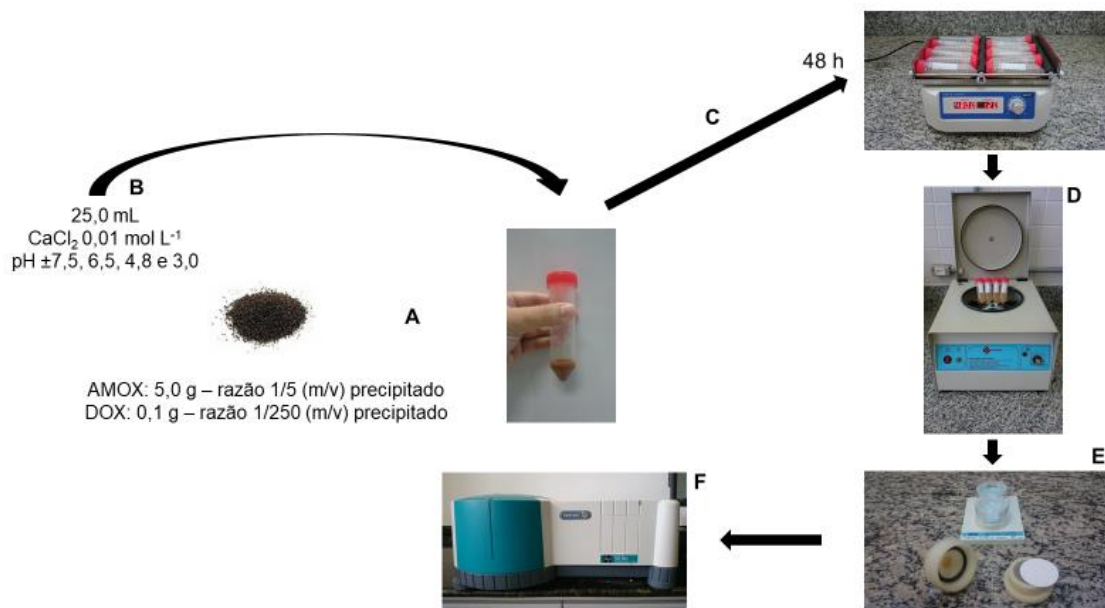 48 h
C
B
25,0 mL
CaCl₂ 0,01 mol L⁻¹
pH ±7,5, 6,5, 4,8 e 3,0
A
AMOX: 5,0 g – razão 1/5 (m/v) precipitado
DOX: 0,1 g – razão 1/250 (m/v) precipitado
D
E
F